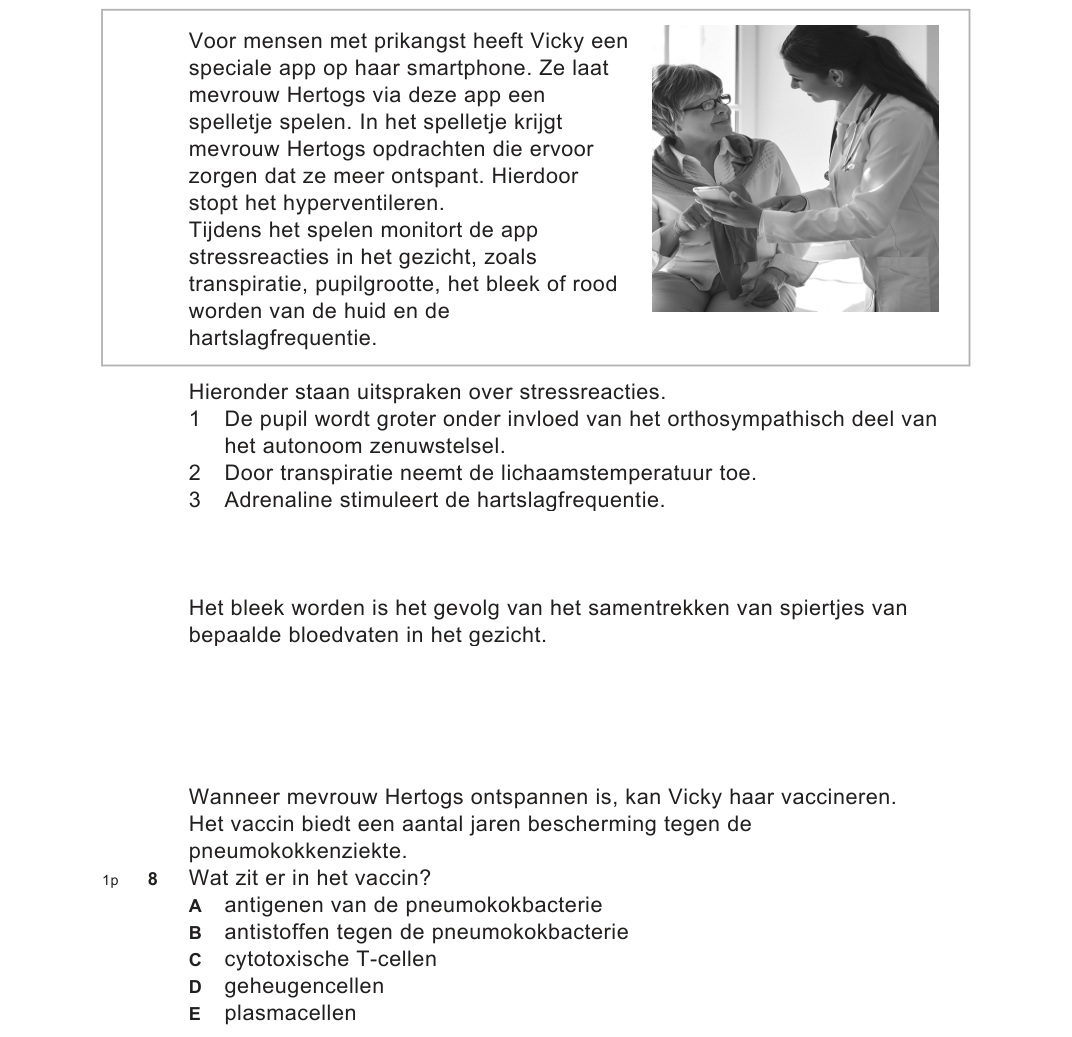 Voor mensen met prikangst heeft Vicky een
speciale app op haar smartphone. Ze laat
mevrouw Hertogs via deze app een
spelletje spelen. In het spelletje krijgt
mevrouw Hertogs opdrachten die ervoor
zorgen dat ze meer ontspant. Hierdoor
stopt het hyperventileren.
Tijdens het spelen monitort de app
stressreacties in het gezicht, zoals
transpiratie, pupilgrootte, het bleek of rood
worden van de huid en de
hartslagfrequentie.
Hieronder staan uitspraken over stressreacties.
1 De pupil wordt groter onder invloed van het orthosympathisch deel van
het autonoom zenuwstelsel.
2 Door transpiratie neemt de lichaamstemperatuur toe.
3 Adrenaline stimuleert de hartslagfrequentie.
Het bleek worden is het gevolg van het samentrekken van spiertjes van
bepaalde bloedvaten in het gezicht.
Wanneer mevrouw Hertogs ontspannen is, kan Vicky haar vaccineren.
Het vaccin biedt een aantal jaren bescherming tegen de
pneumokokkenziekte.
1p 8 Wat zit er in het vaccin?
A antigenen van de pneumokokbacterie
B antistoffen tegen de pneumokokbacterie
C cytotoxische T-cellen
D geheugencellen
E plasmacellen